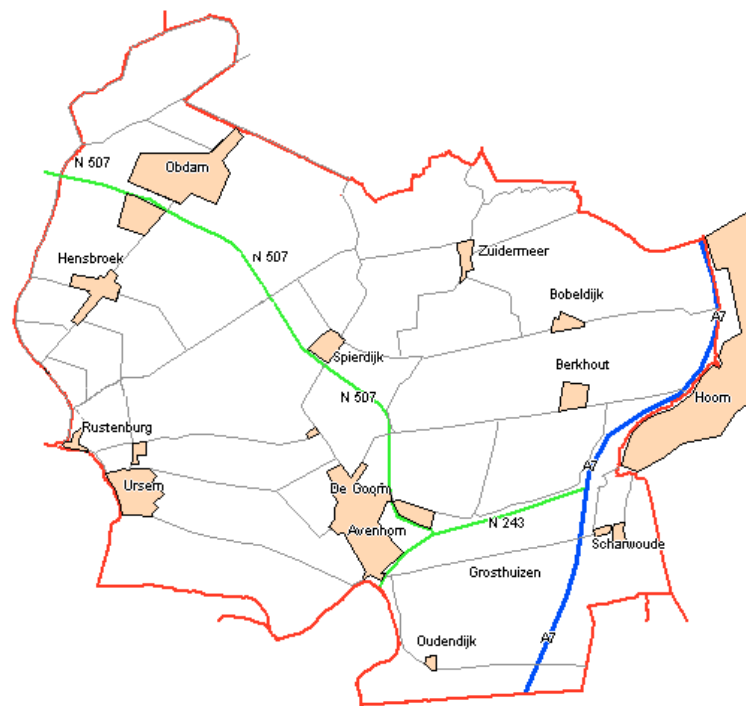 N 507
Obdam
Hensbroek
N 507
Zuidermeer
Bobeldijk
A7
Spierdijk
Berkhout
N 507
Hoorn
Rustenburg
A7
Ursem
De Goorn
Avenhorn
N 243
Scharwoude
Grosthuizen
Oudendijk
A7